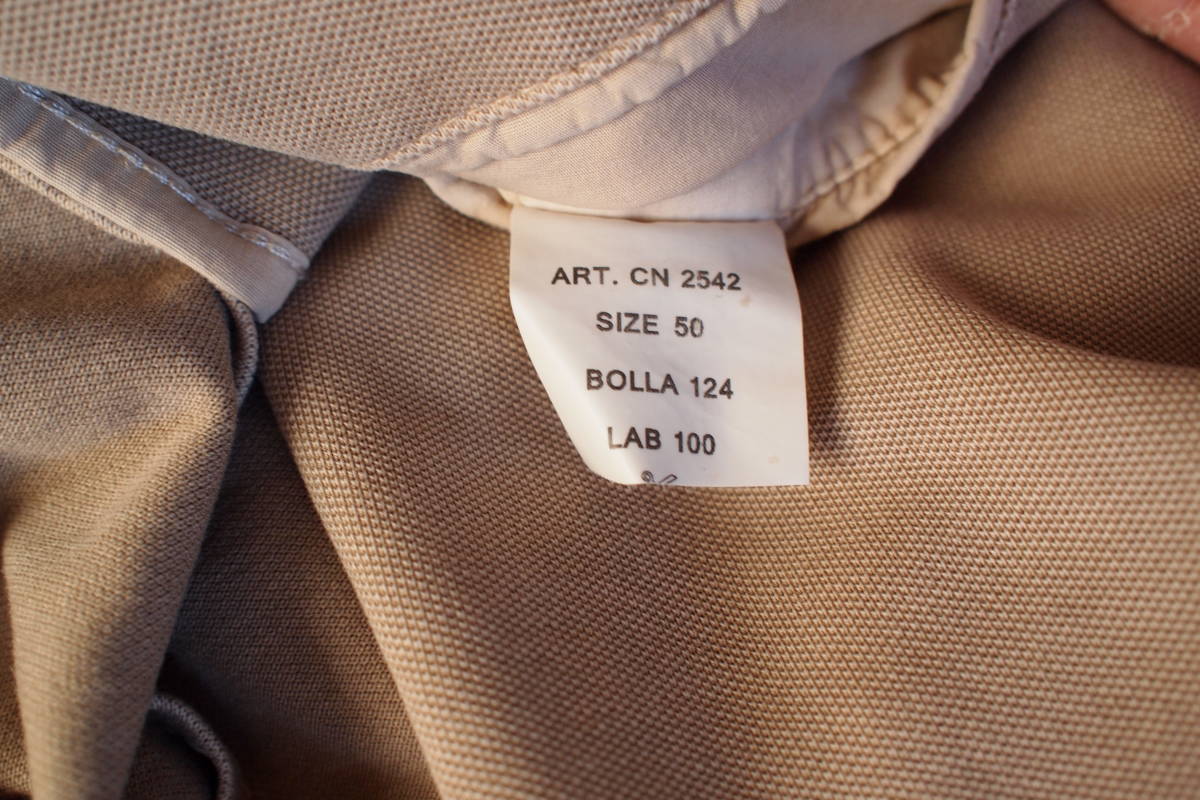 ART. CN 2542
SIZE 50
BOLLA 124
LAB 100